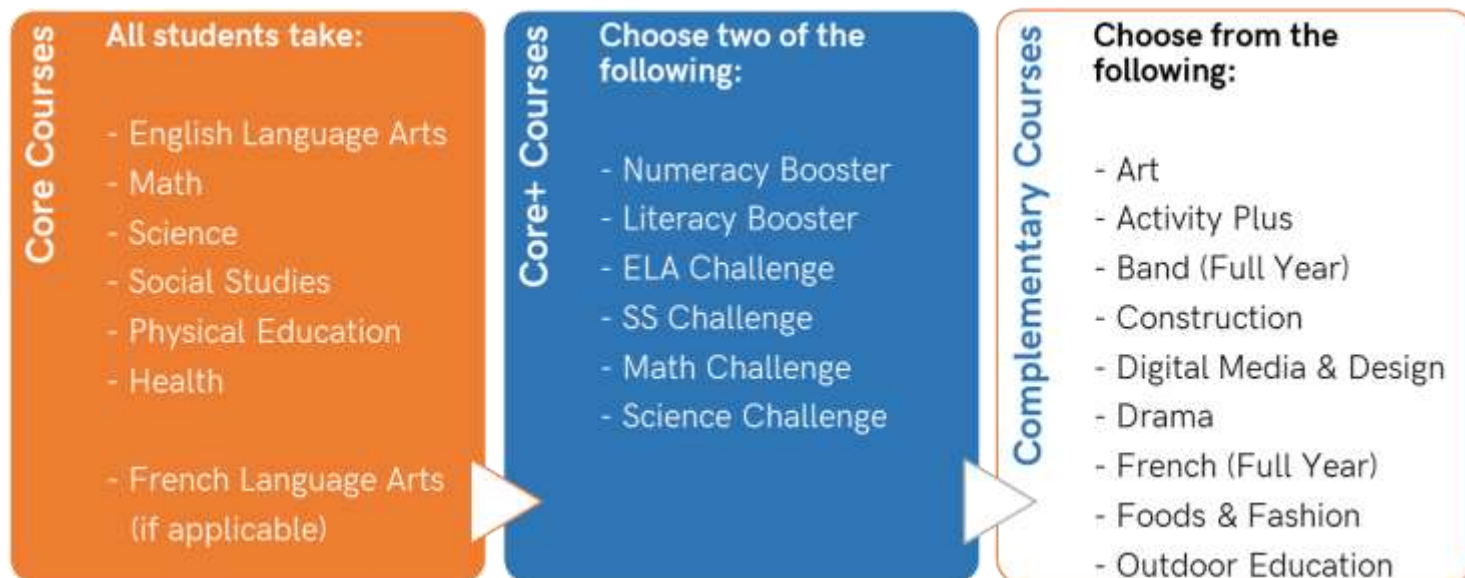 Core Courses
All students take:
- English Language Arts
- Math
- Science
- Social Studies
- Physical Education
- Health
- French Language Arts
(if applicable)
Core+ Courses
Choose two of the
following:
- Numeracy Booster
- Literacy Booster
- ELA Challenge
- SS Challenge
- Math Challenge
- Science Challenge
Complementary Courses
Choose from the
following:
- Art
- Activity Plus
- Band (Full Year)
- Construction
- Digital Media & Design
- Drama
- French (Full Year)
- Foods & Fashion
- Outdoor Education